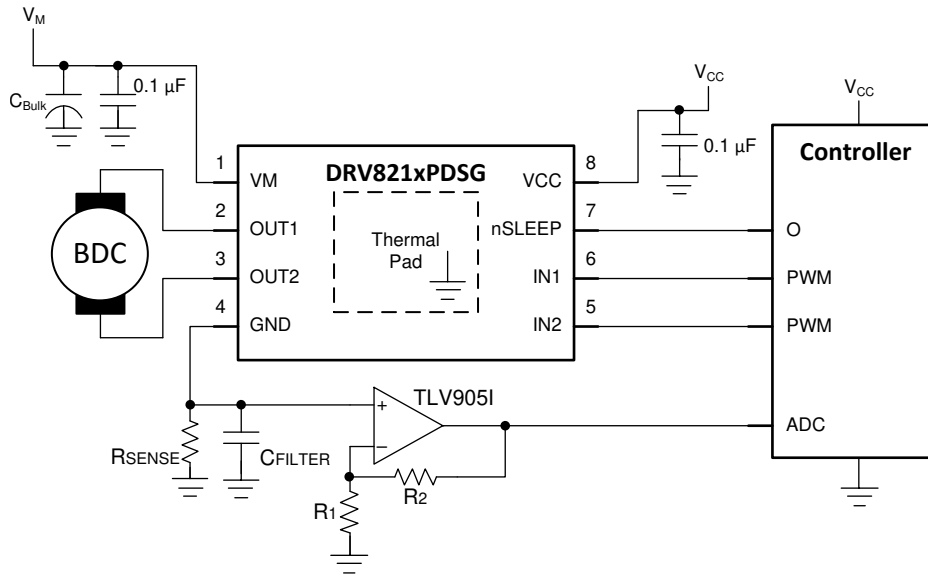 VM
CBulk
0.1 µF
VCC
0.1 µF
VCC
Controller
DRV821xPDSG
1
VM
VCC
8
2
OUT1
nSLEEP
7
O
BDC
Thermal
Pad
3
OUT2
IN1
6
PWM
4
GND
IN2
5
PWM
TLV905I
+
−
ADC
RSENSE
CFILTER
R2
R1